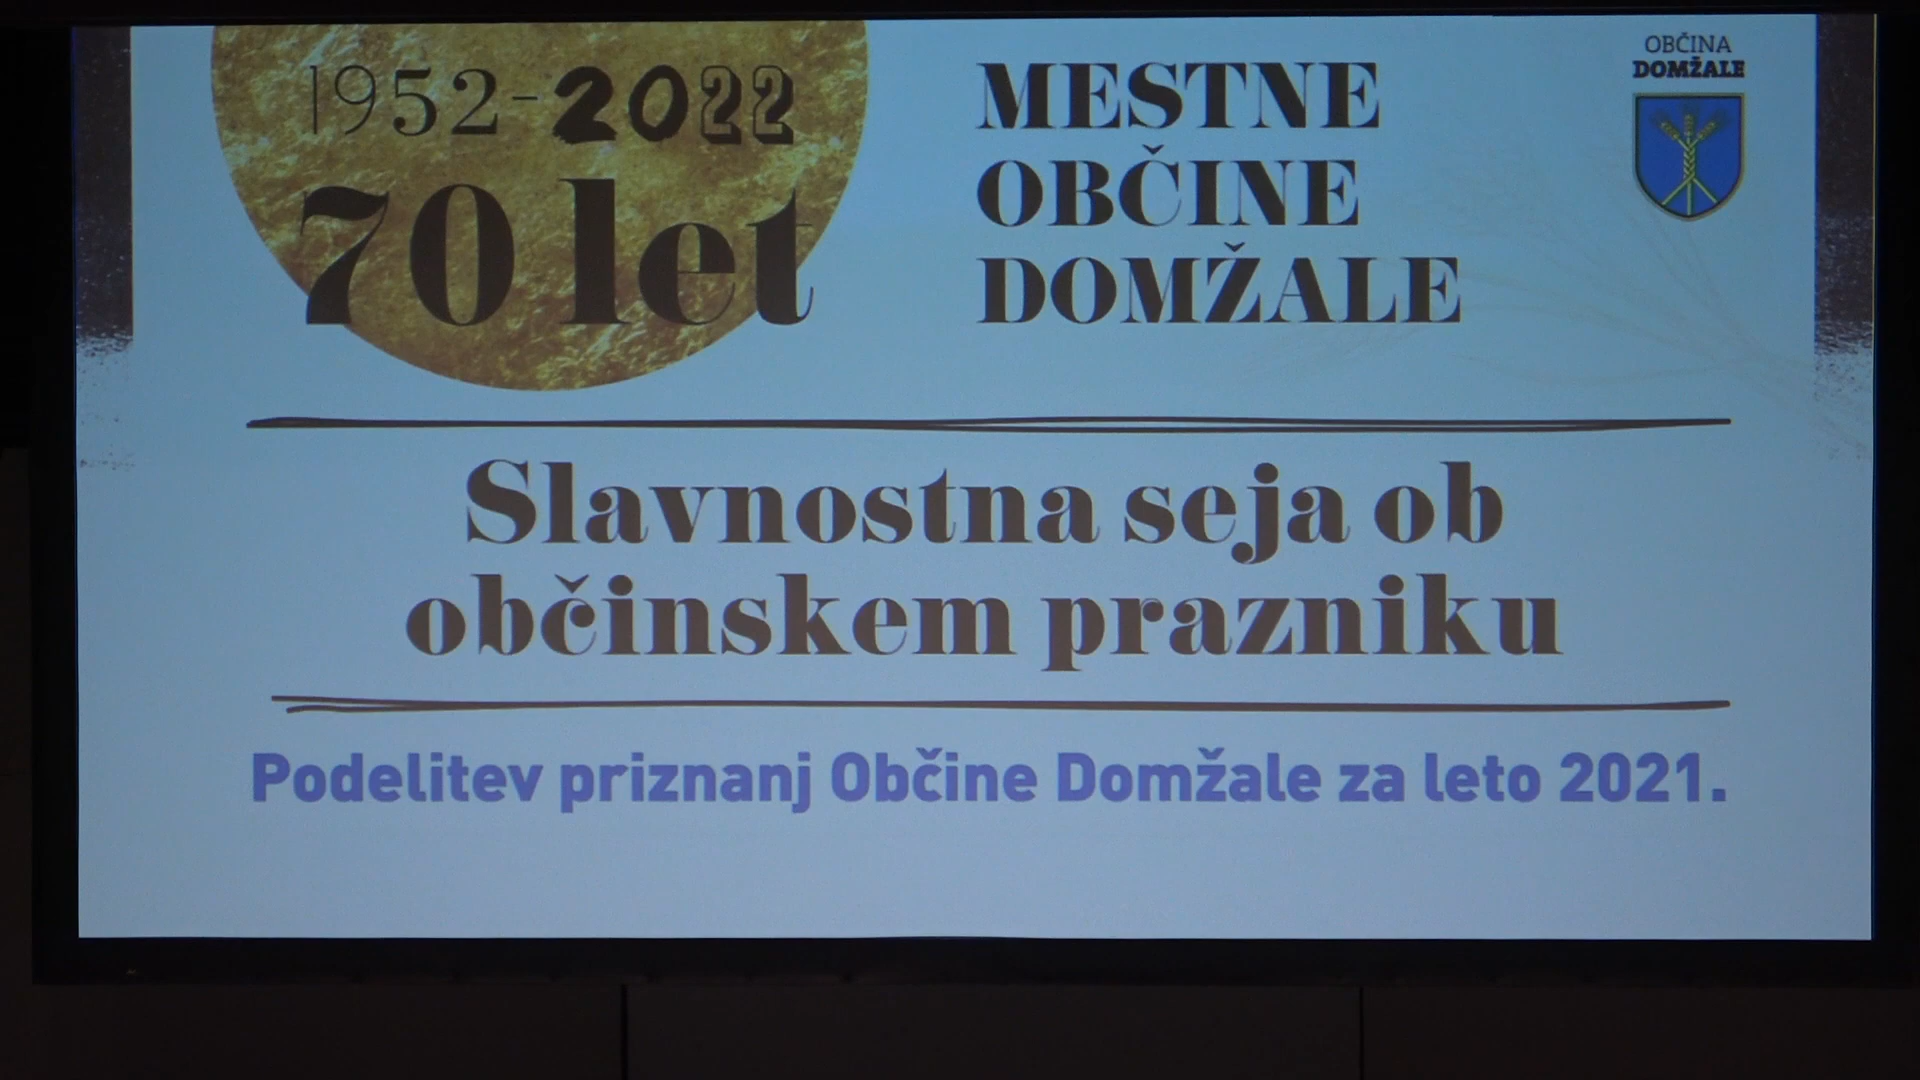 1952-2022
70 let
MESTNE
OBČINE
DOMŽALE
OBČINA
DOMŽALE
Slavnostna seja ob
občinskem prazniku
Podelitev priznanj Občine Domžale za leto 2021.